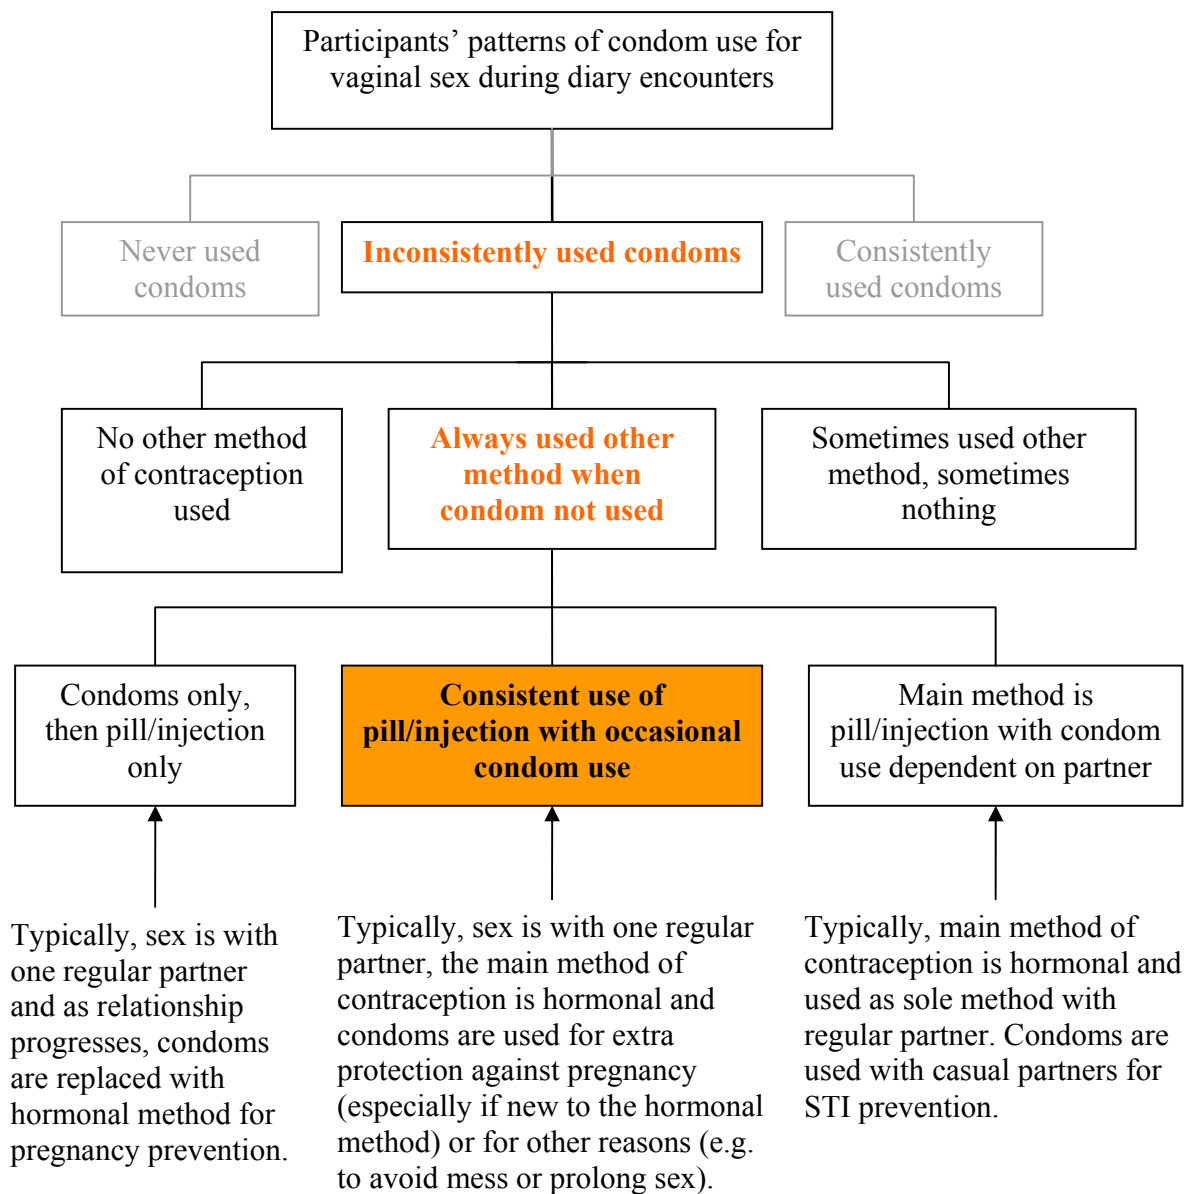 Participants’ patterns of condom use for
vaginal sex during diary encounters
Never used
condoms
Inconsistently used condoms
Consistently
used condoms
No other method
of contraception
used
Always used other
method when
condom not used
Sometimes used other
method, sometimes
nothing
Condoms only,
then pill/injection
only
Consistent use of
pill/injection with occasional
condom use
Main method is
pill/injection with condom
use dependent on partner
Typically, sex is with
one regular partner
and as relationship
progresses, condoms
are replaced with
hormonal method for
pregnancy prevention.
Typically, sex is with one regular
partner, the main method of
contraception is hormonal and
condoms are used for extra
protection against pregnancy
(especially if new to the hormonal
method) or for other reasons (e.g.
to avoid mess or prolong sex).
Typically, main method of
contraception is hormonal and
used as sole method with
regular partner. Condoms are
used with casual partners for
STI prevention.